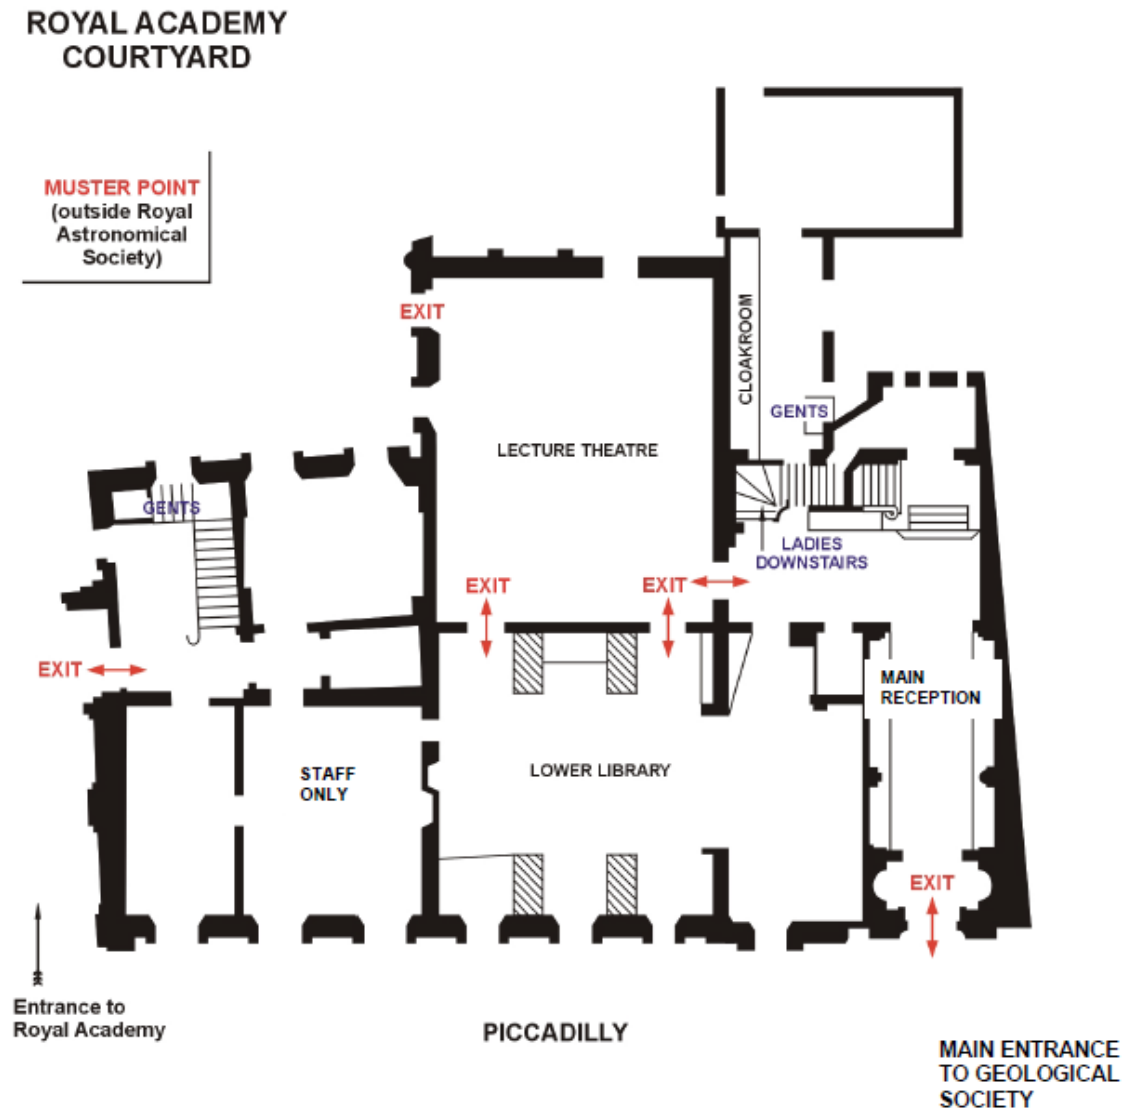 ROYAL ACADEMY
COURTYARD
MUSTER POINT
(outside Royal
Astronomical
Society)
EXIT
CLOAKROOM
GENTS
LECTURE THEATRE
GENTS
LADIES
DOWNSTAIRS
EXIT
EXIT
EXIT
MAIN
RECEPTION
STAFF
ONLY
LOWER LIBRARY
EXIT
Entrance to
Royal Academy
PICCADILLY
MAIN ENTRANCE
TO GEOLOGICAL
SOCIETY